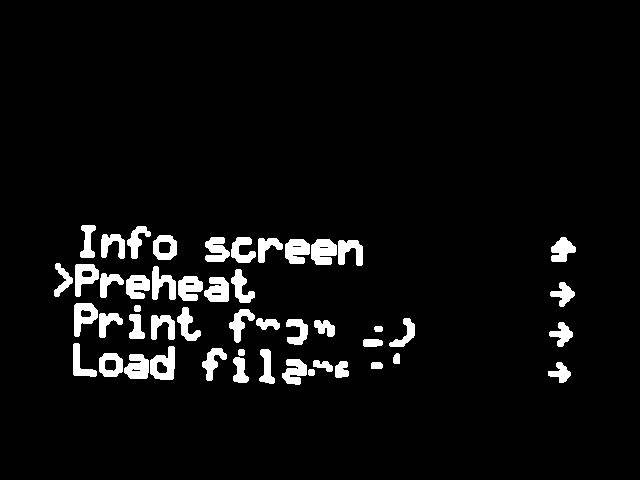 Info screen ↑
>Preheat →
Print →
Load →